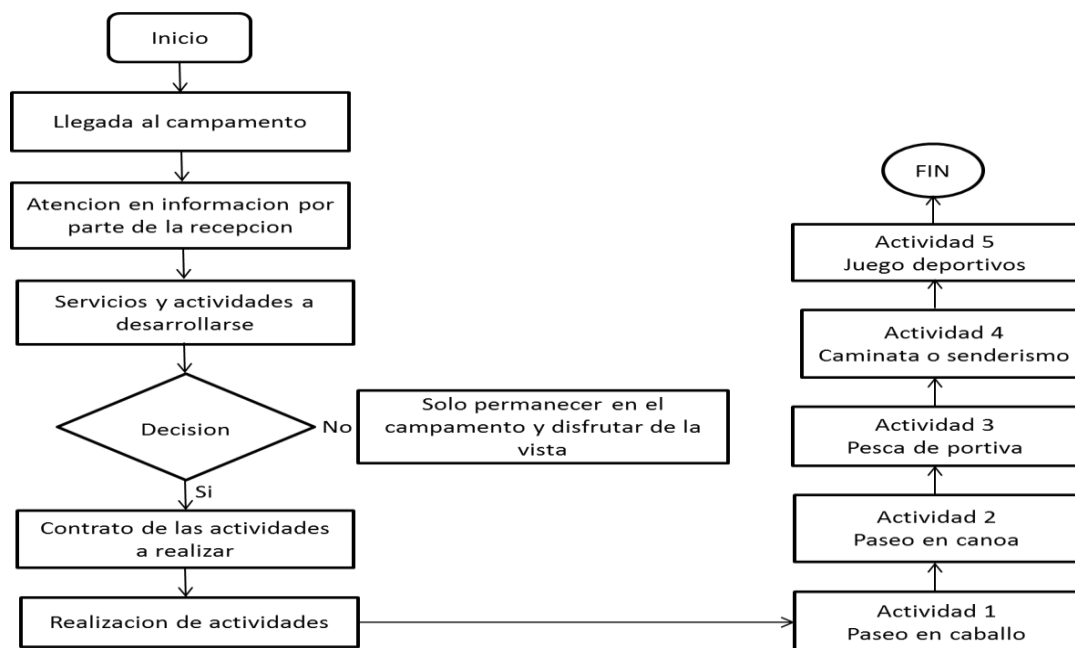 Inicio
Llegada al campamento
Atencion en informacion por
parte de la recepcion
Servicios y actividades a
desarrollarse
Decision
No
Solo permanecer en el
campamento y disfrutar de la
vista
Si
Contrato de las actividades
a realizar
Realizacion de actividades
Actividad 1
Paseo en caballo
Actividad 2
Paseo en canoa
Actividad 3
Pesca de portiva
Actividad 4
Caminata o senderismo
Actividad 5
Juego deportivos
FIN